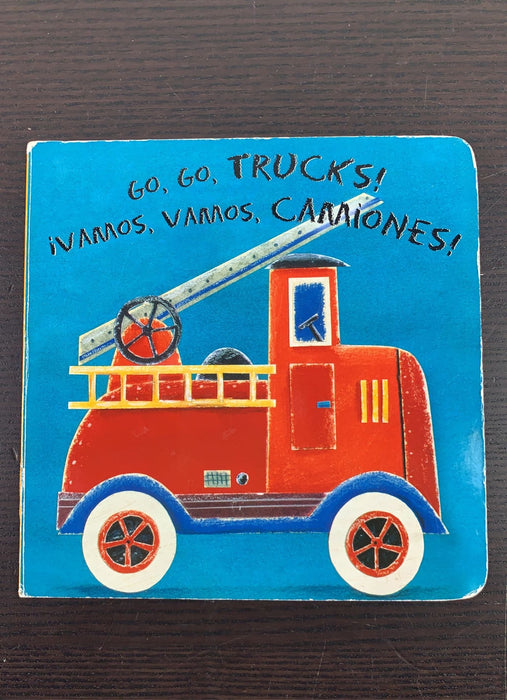 GO, GO, TRUCKS!
¡VAMOS, VAMOS, CAMIONES!